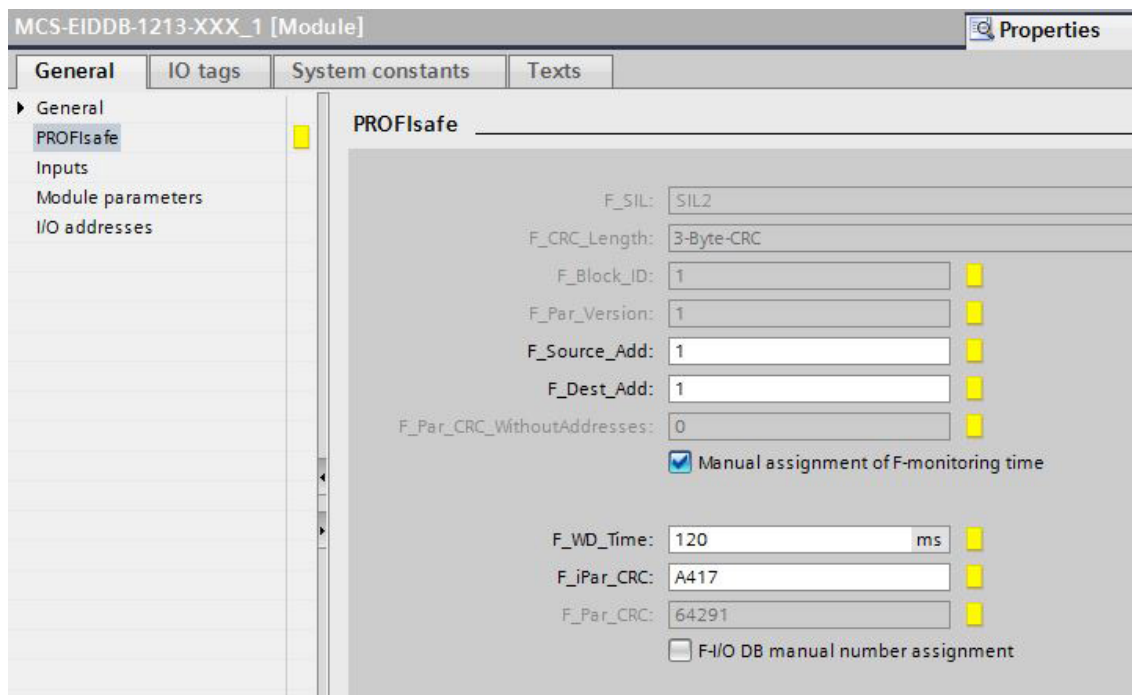 MCS-EIDDB-1213-XXX_1 [Module]
Properties
General IO tags System constants Texts
General
PROFIsafe
Inputs
Module parameters
I/O addresses
PROFIsafe
F_SIL: SIL2
F_CRC_Length: 3-Byte-CRC
F_Block_ID: 1
F_Par_Version: 1
F_Source_Add: 1
F_Dest_Add: 1
F_Par_CRC_WithoutAddresses: 0
Manual assignment of F-monitoring time
F_WD_Time: 120 ms
F_iPar_CRC: A417
F_Par_CRC: 64291
F-I/O DB manual number assignment